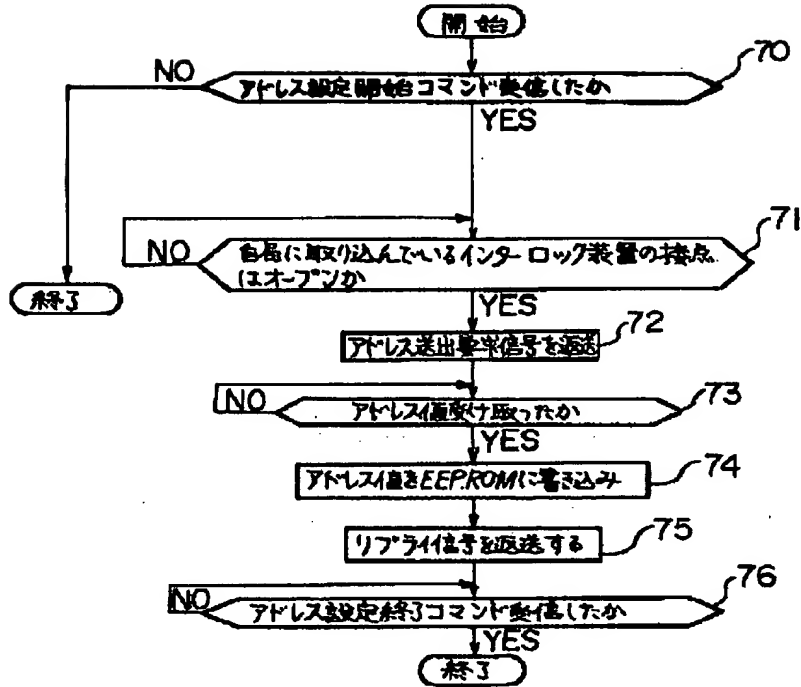 開始
70
NO
アドレス設定開始コマンド受信したか
YES
71
NO
自局に取り込んでいるインターロック装置の接点
はオープンか
終了
YES
72
アドレス送出要求信号を返送
73
NO
アドレス値受け取ったか
YES
74
アドレス値をEEPROMに書き込み
75
リプライ信号を返送する
76
NO
アドレス設定終了コマンド受信したか
YES
終了